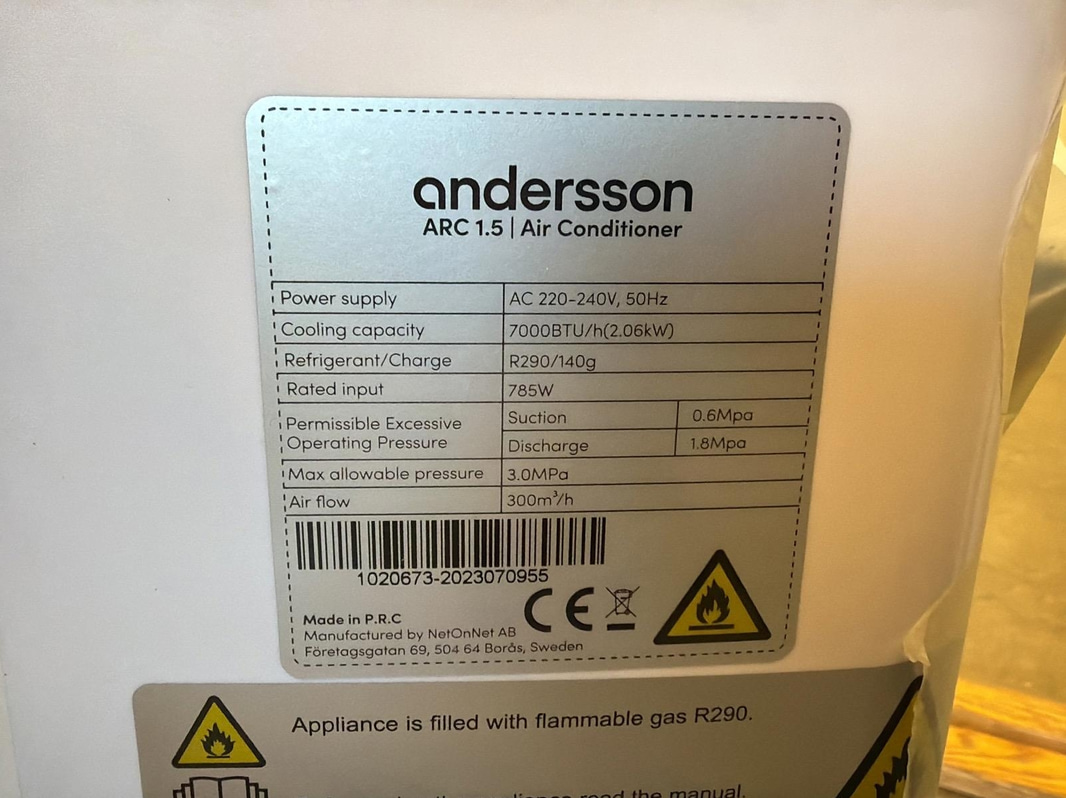 andersson
ARC 1.5 | Air Conditioner
Power supply AC 220-240V, 50Hz
Cooling capacity 7000BTU/h(2.06kW)
Refrigerant/Charge R290/140g
Rated input 785W
Permissible Excessive Operating Pressure Suction 0.6Mpa
Discharge 1.8Mpa
Max allowable pressure 3.0MPa
Air flow 300m³/h
1020673-2023070955
CE
Made in P.R.C
Manufactured by NetOnNet AB
Företagsgatan 69, 504 64 Borås, Sweden
Appliance is filled with flammable gas R290.
read the manual.